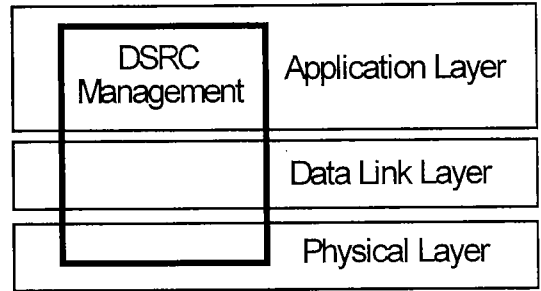 DSRC
Management
Application Layer
Data Link Layer
Physical Layer